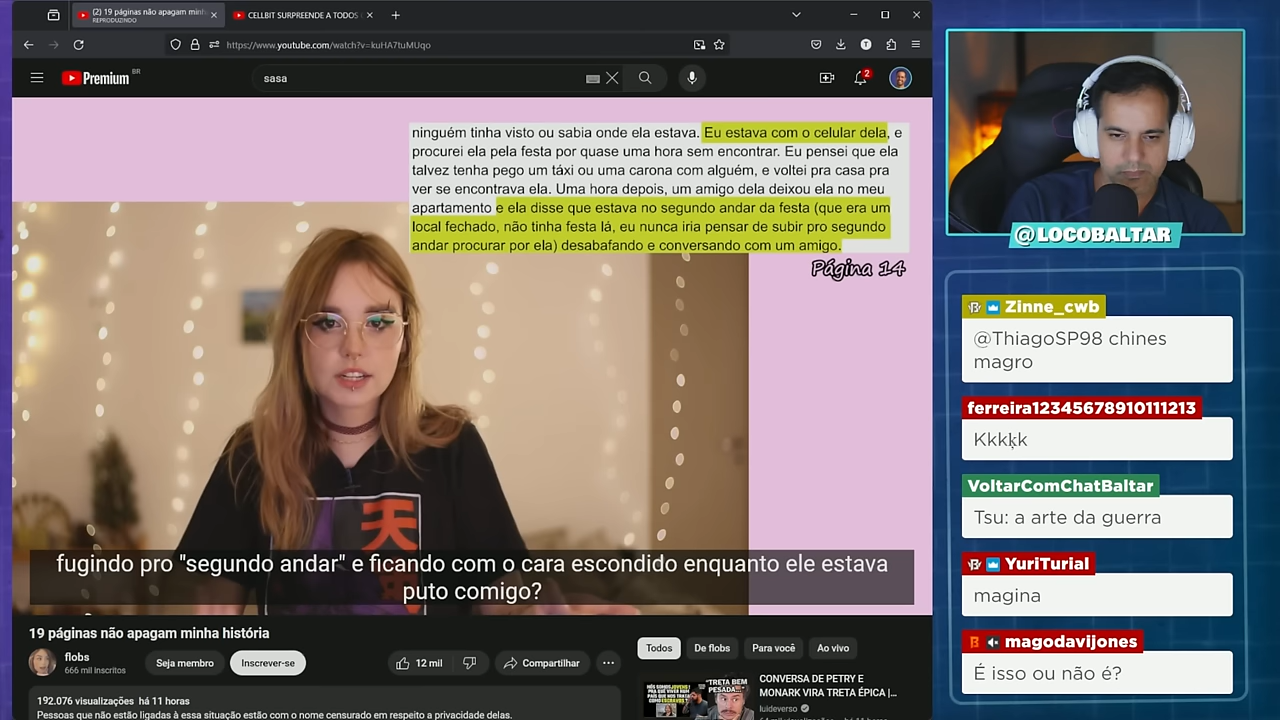 (2) 19 páginas não apagam minh
REPRODUZINDO
CELLBIT SURPREENDE A TODOS
https://www.youtube.com/watch?v=kuHA7tuMUqo
Premium BR
sasa
2
ninguém tinha visto ou sabia onde ela estava. Eu estava com o celular dela, e
procurei ela pela festa por quase uma hora sem encontrar. Eu pensei que ela
talvez tenha pego um táxi ou uma carona com alguém, e voltei pra casa pra
ver se encontrava ela. Uma hora depois, um amigo dela deixou ela no meu
apartamento e ela disse que estava no segundo andar da festa (que era um
local fechado, não tinha festa lá, eu nunca iria pensar de subir pro segundo
andar procurar por ela) desabafando e conversando com um amigo.
Página 14
fugindo pro "segundo andar" e ficando com o cara escondido enquanto ele estava
puto comigo?
19 páginas não apagam minha história
flobs
666 mil inscritos
Seja membro
Inscrever-se
12 mil
Compartilhar
192.076 visualizações há 11 horas
Pessoas que não estão ligadas à essa situação estão com o nome censurado em respeito a privacidade delas.
Todos
De flobs
Para você
Ao vivo
CONVERSA DE PETRY E
MONARK VIRA TRETA ÉPICA |...
luideverso
@LOCOBALTAR
Zinne_cwb
@ThiagoSP98 chines
magro
ferreira12345678910111213
Kkkķk
VoltarComChatBaltar
Tsu: a arte da guerra
YuriTurial
magina
magodavijones
É isso ou não é?